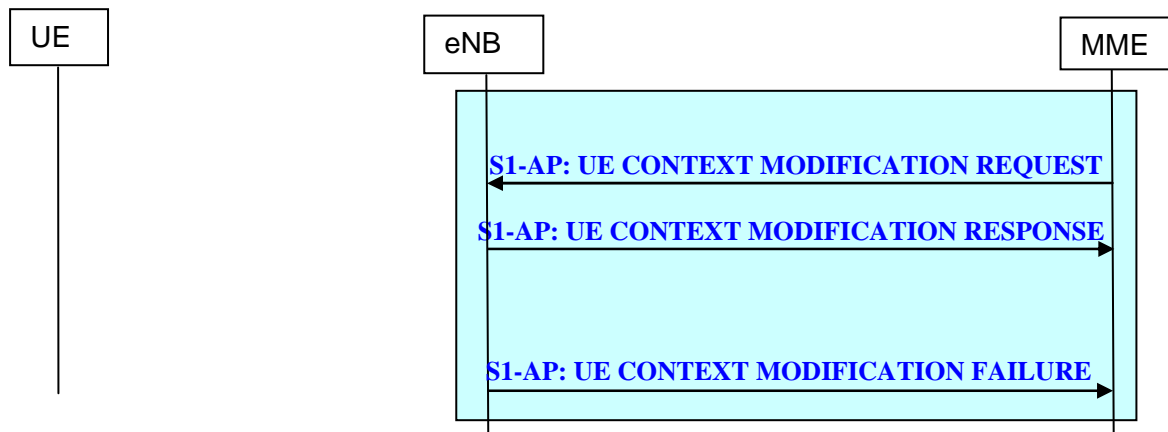 UE
eNB
MME
S1-AP: UE CONTEXT MODIFICATION REQUEST
S1-AP: UE CONTEXT MODIFICATION RESPONSE
S1-AP: UE CONTEXT MODIFICATION FAILURE